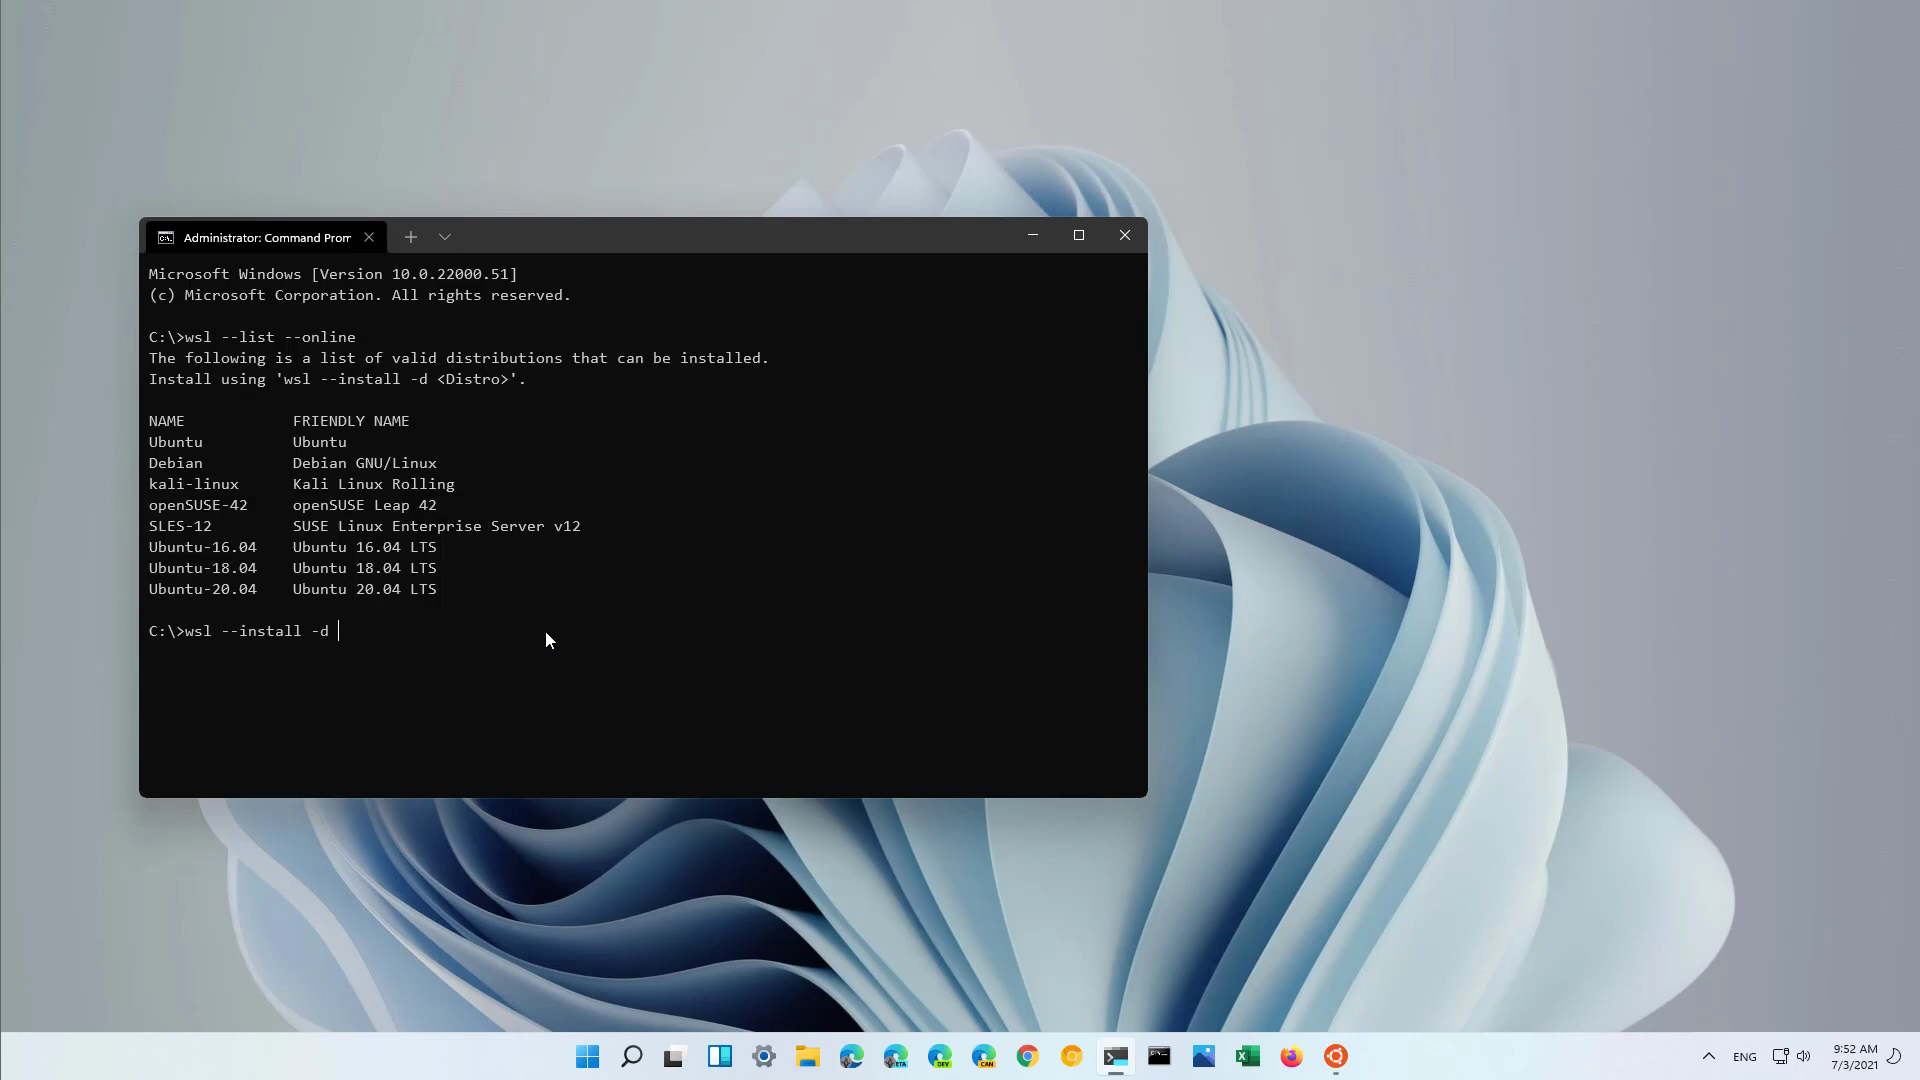 Administrator: Command Prom
Microsoft Windows [Version 10.0.22000.51]
(c) Microsoft Corporation. All rights reserved.
C:\>wsl --list --online
The following is a list of valid distributions that can be installed.
Install using 'wsl --install -d <Distro>'.
NAME FRIENDLY NAME
Ubuntu Ubuntu
Debian Debian GNU/Linux
kali-linux Kali Linux Rolling
openSUSE-42 openSUSE Leap 42
SLES-12 SUSE Linux Enterprise Server v12
Ubuntu-16.04 Ubuntu 16.04 LTS
Ubuntu-18.04 Ubuntu 18.04 LTS
Ubuntu-20.04 Ubuntu 20.04 LTS
C:\>wsl --install -d
BETA DEV CAN
ENG
9:52 AM
7/3/2021